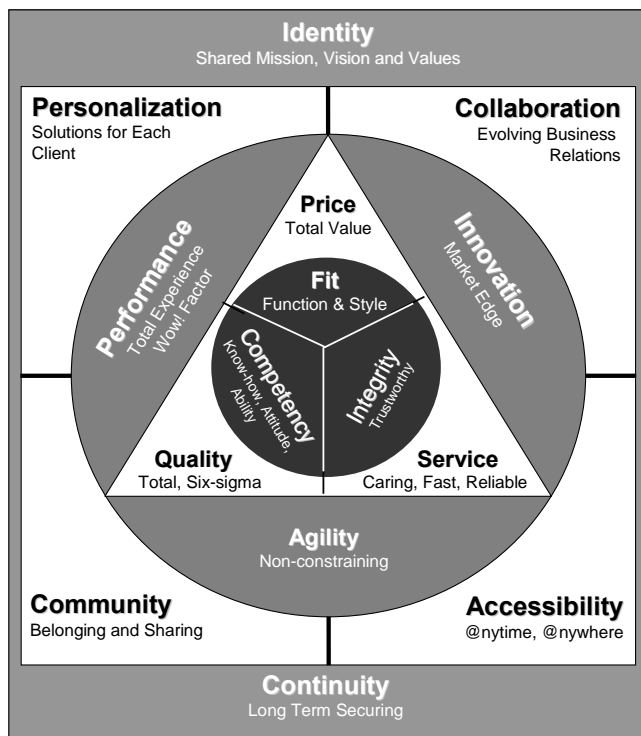 Identity
Shared Mission, Vision and Values
Personalization
Solutions for Each
Client
Collaboration
Evolving Business
Relations
Price
Total Value
Performance
Total Experience
Wow! Factor
Innovation
Market Edge
Fit
Function & Style
Competency
Know-how, Attitude,
Ability
Integrity
Trustworthy
Quality
Total, Six-sigma
Service
Caring, Fast, Reliable
Agility
Non-constraining
Community
Belonging and Sharing
Accessibility
@nytime, @nywhere
Continuity
Long Term Securing